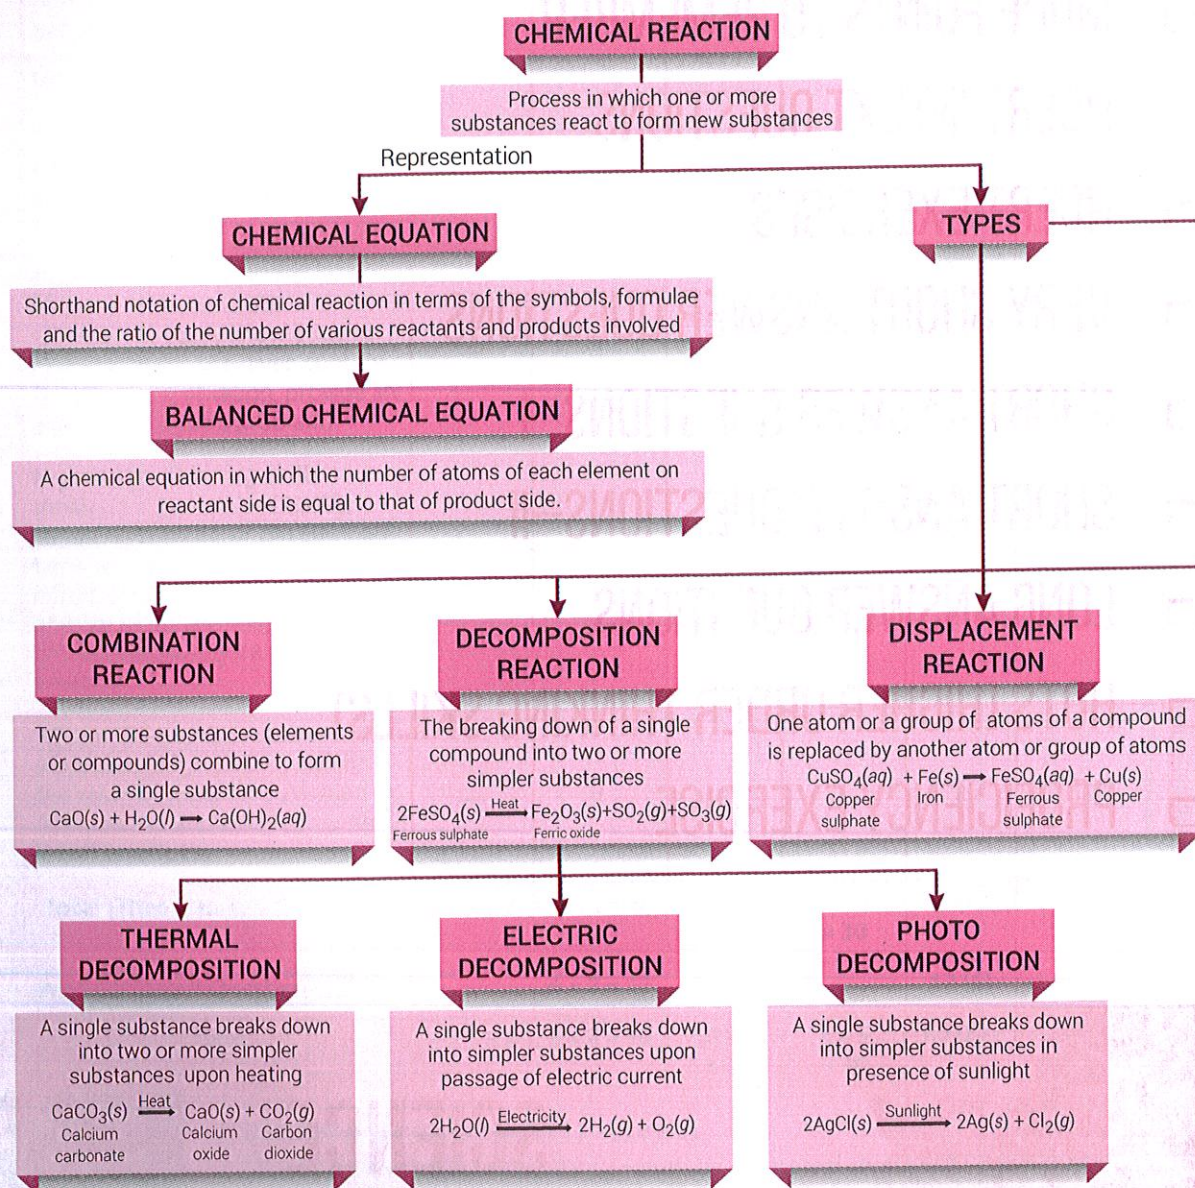 CHEMICAL REACTION
Process in which one or more
substances react to form new substances
Representation
CHEMICAL EQUATION
TYPES
Shorthand notation of chemical reaction in terms of the symbols, formulae
and the ratio of the number of various reactants and products involved
BALANCED CHEMICAL EQUATION
A chemical equation in which the number of atoms of each element on
reactant side is equal to that of product side.
COMBINATION
REACTION
Two or more substances (elements
or compounds) combine to form
a single substance
CaO(s) + H₂O(l) → Ca(OH)₂(aq)
DECOMPOSITION
REACTION
The breaking down of a single
compound into two or more
simpler substances
2FeSO₄(s) Heat→ Fe₂O₃(s)+SO₂(g)+SO₃(g)
Ferrous sulphate Ferric oxide
DISPLACEMENT
REACTION
One atom or a group of atoms of a compound
is replaced by another atom or group of atoms
CuSO₄(aq) + Fe(s) → FeSO₄(aq) + Cu(s)
Copper Iron Ferrous Copper
sulphate sulphate
THERMAL
DECOMPOSITION
A single substance breaks down
into two or more simpler
substances upon heating
CaCO₃(s) Heat→ CaO(s) + CO₂(g)
Calcium Calcium Carbon
carbonate oxide dioxide
ELECTRIC
DECOMPOSITION
A single substance breaks down
into simpler substances upon
passage of electric current
2H₂O(l) Electricity→ 2H₂(g) + O₂(g)
PHOTO
DECOMPOSITION
A single substance breaks down
into simpler substances in
presence of sunlight
2AgCl(s) Sunlight→ 2Ag(s) + Cl₂(g)